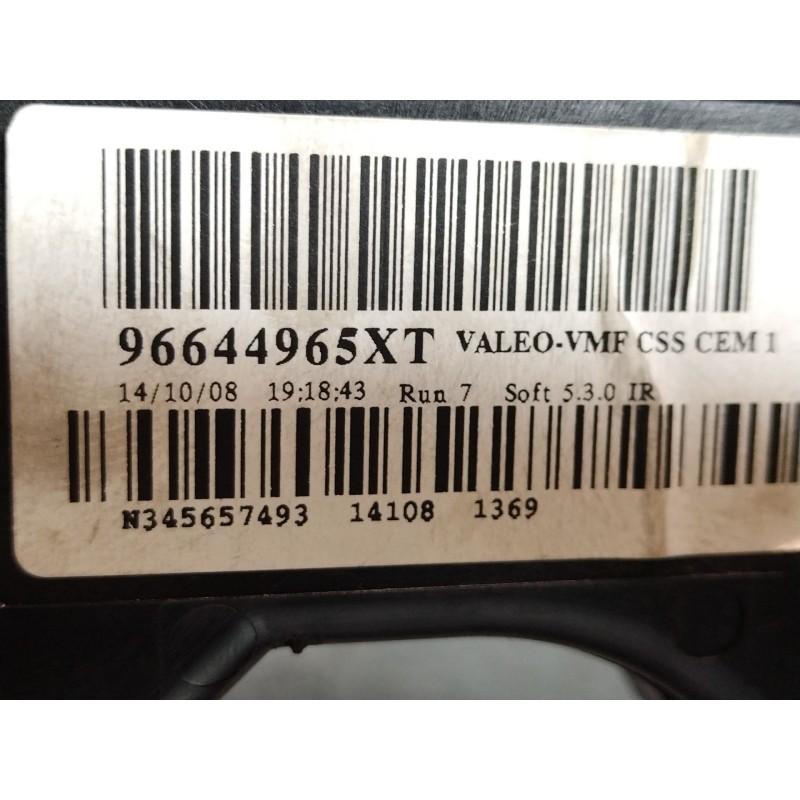 96644965XT VALEO-VMF CSS CEM 1
14/10/08 19:18:43 Run 7 Soft 5.3.0 IR
N345657493 14108 1369